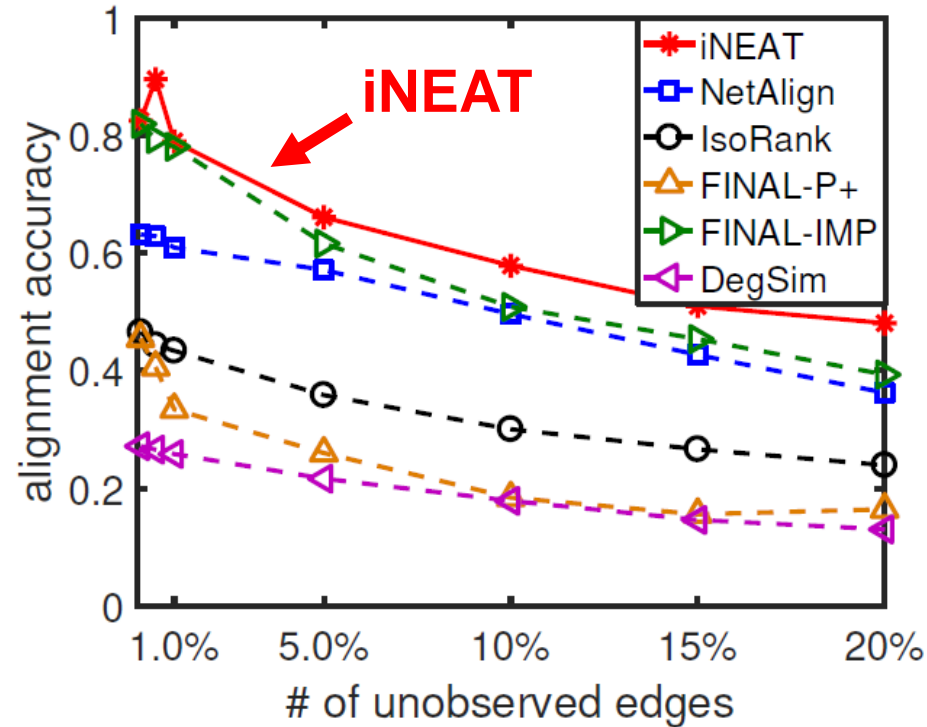 1
0.8
0.6
0.4
0.2
0
alignment accuracy
iNEAT
iNEAT
NetAlign
IsoRank
FINAL-P+
FINAL-IMP
DegSim
1.0% 5.0% 10% 15% 20%
# of unobserved edges